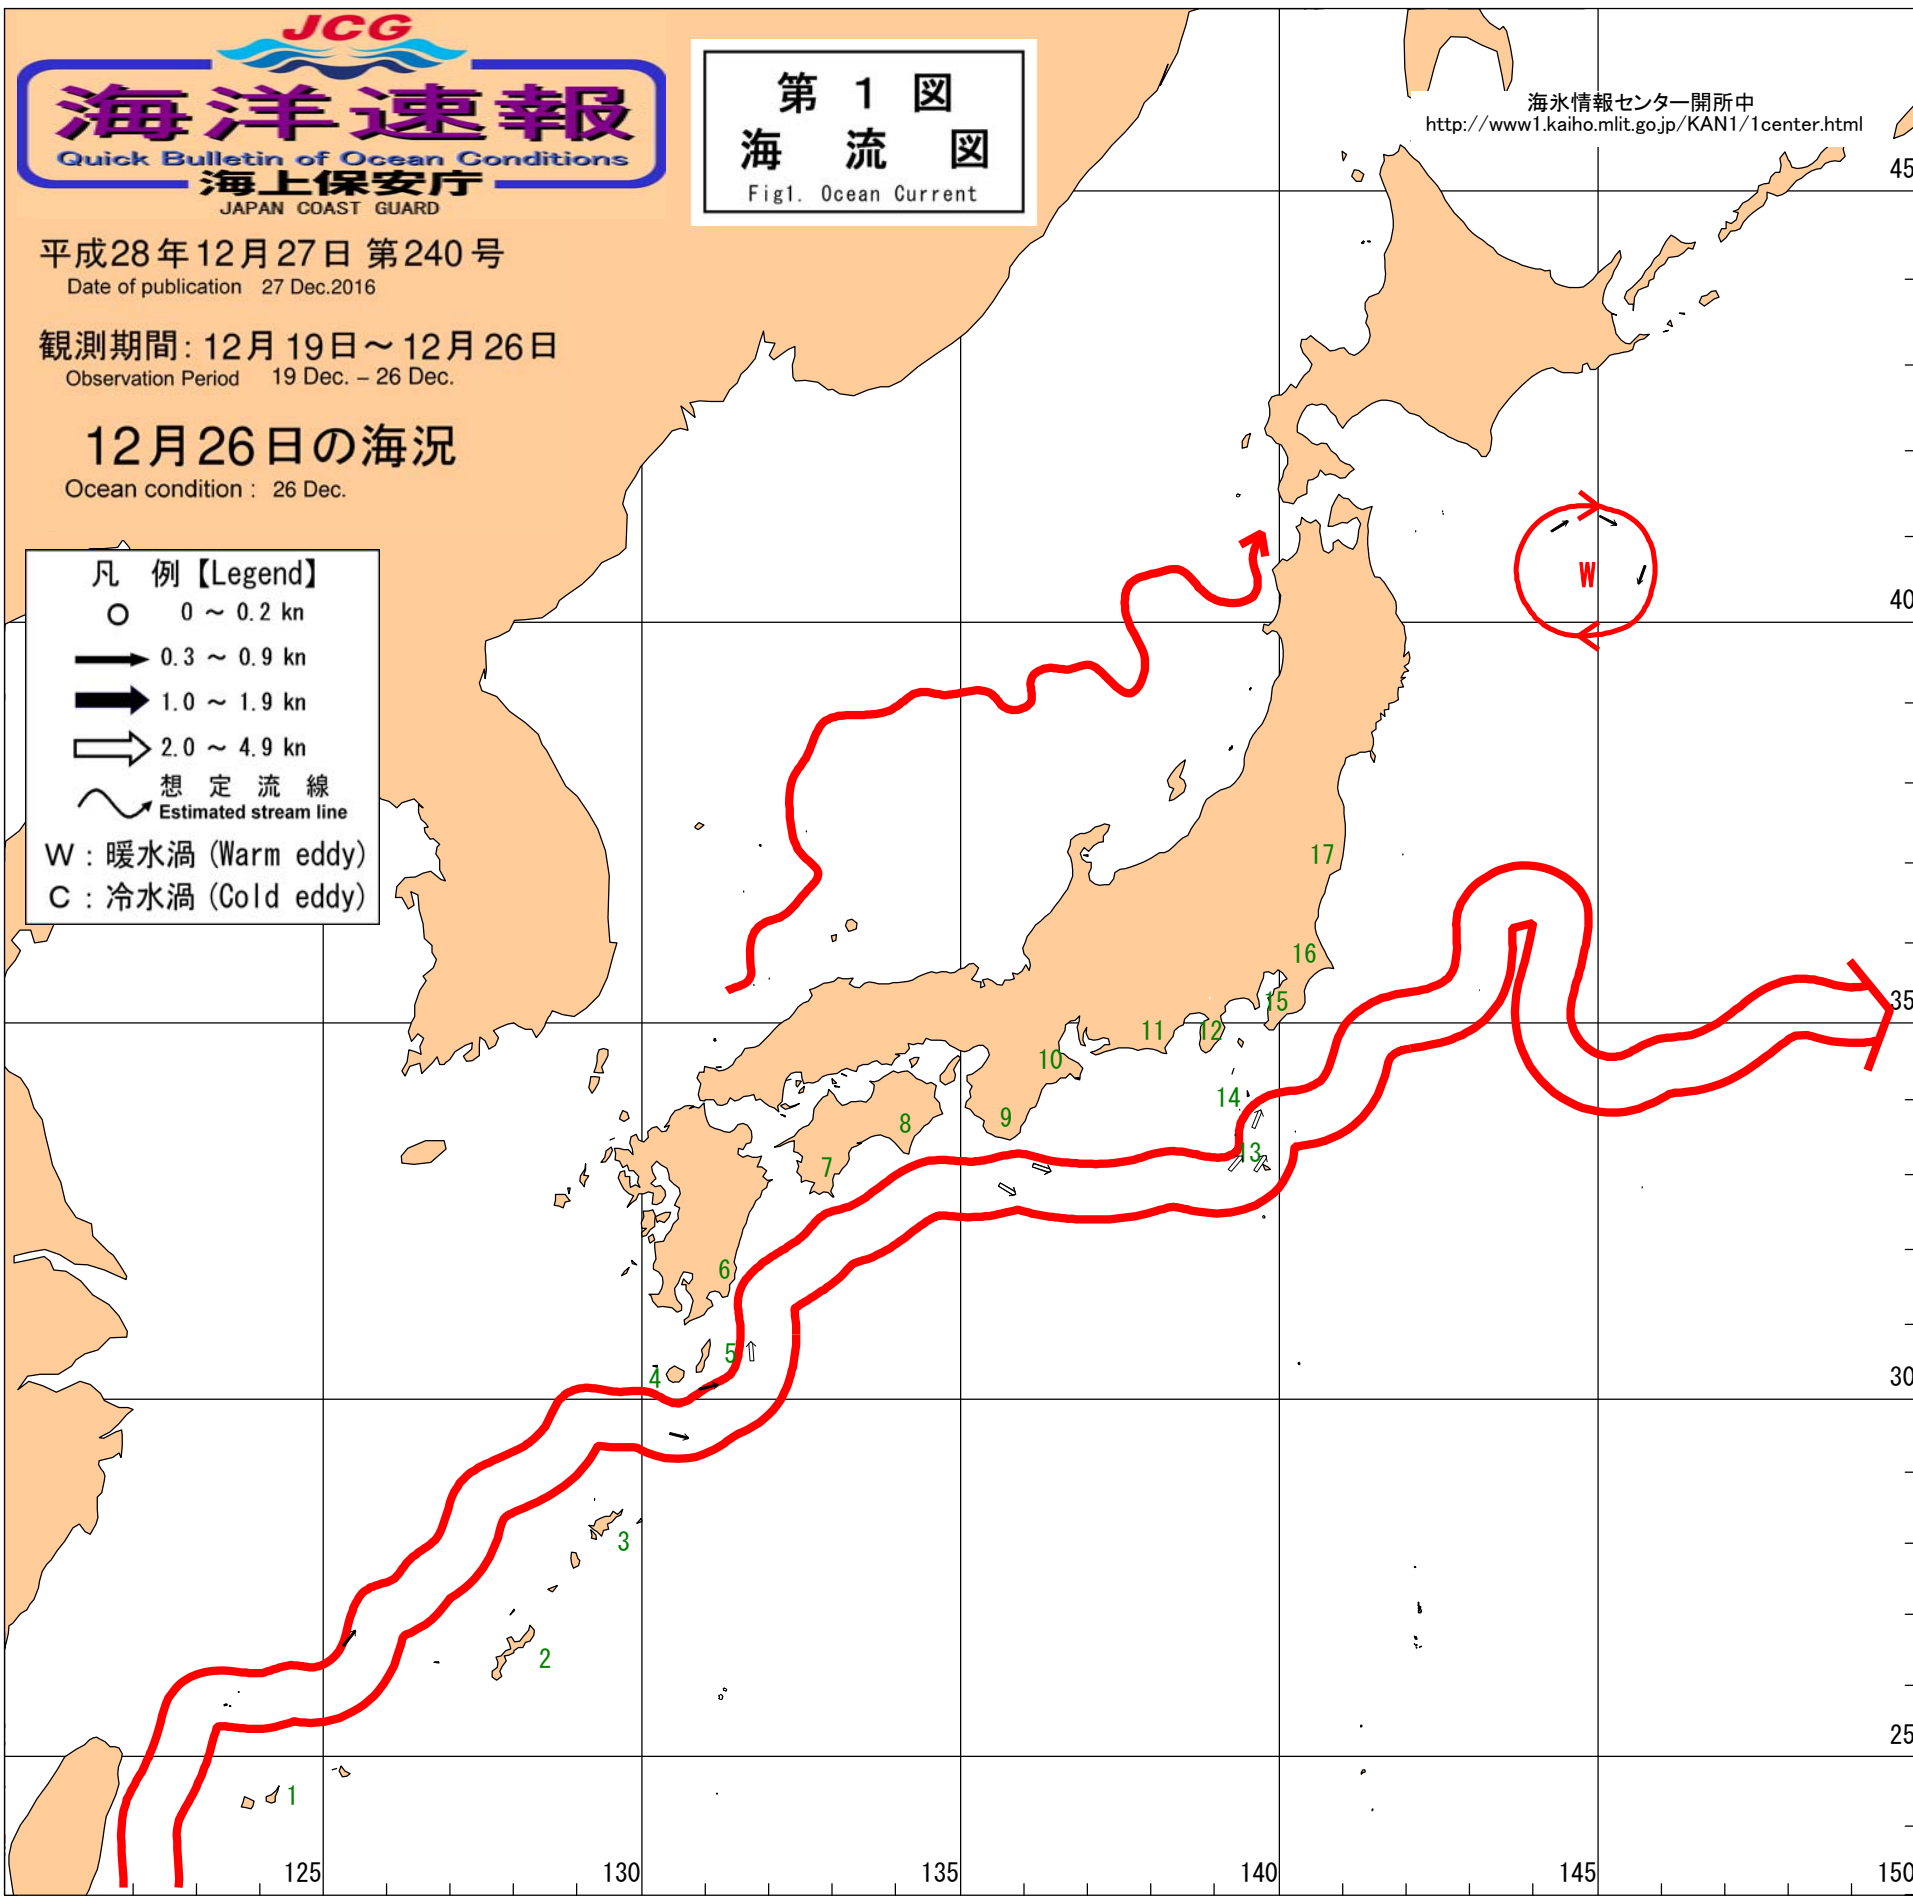 JCG
海洋速報
Quick Bulletin of Ocean Conditions
海上保安庁
JAPAN COAST GUARD
平成28年12月27日 第240号
Date of publication 27 Dec.2016
観測期間: 12月19日～12月26日
Observation Period 19 Dec. – 26 Dec.
12月26日の海況
Ocean condition : 26 Dec.
第 1 図
海 流 図
Fig1. Ocean Current
海氷情報センター開所中
http://www1.kaiho.mlit.go.jp/KAN1/1center.html
凡 例【Legend】
0 ～ 0.2 kn
0.3 ～ 0.9 kn
1.0 ～ 1.9 kn
2.0 ～ 4.9 kn
想 定 流 線
Estimated stream line
W : 暖水渦 (Warm eddy)
C : 冷水渦 (Cold eddy)
45
40
35
30
25
W
17
16
15
12
11
10
14
13
9
8
7
6
5
4
3
2
1
125
130
135
140
145
150